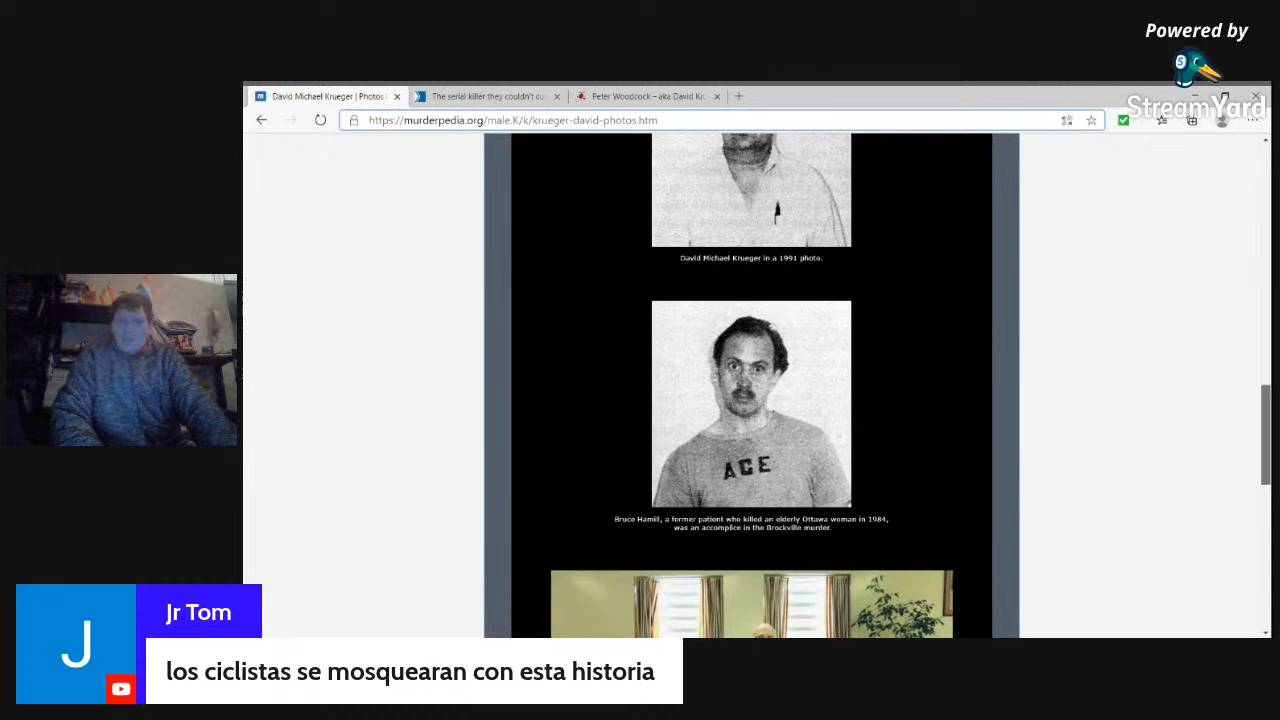 Powered by
StreamYard
David Michael Krueger | Photos |
The serial killer they couldn't cu
Peter Woodcock – aka David Kr
https://murderpedia.org/male.K/k/krueger-david-photos.htm
David Michael Krueger in a 1991 photo.
ACE
Bruce Hamill, a former patient who killed an elderly Ottawa woman in 1984,
was an accomplice in the Brockville murder.
J
Jr Tom
los ciclistas se mosquearan con esta historia